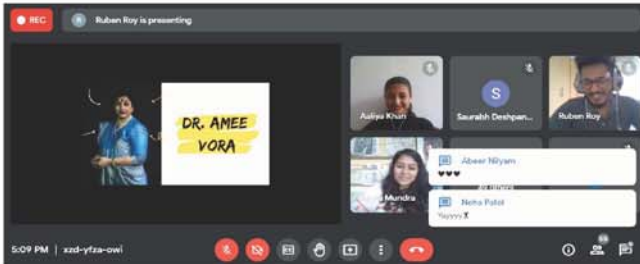 REC
Ruben Roy is presenting
DR. AMEE
VORA
Aaliya Khan
S
Saurabh Deshpan...
Ruben Roy
Mundra
Abeer Nilyam
♥♥♥
Neha Patel
5:09 PM | xzd-yfza-owi